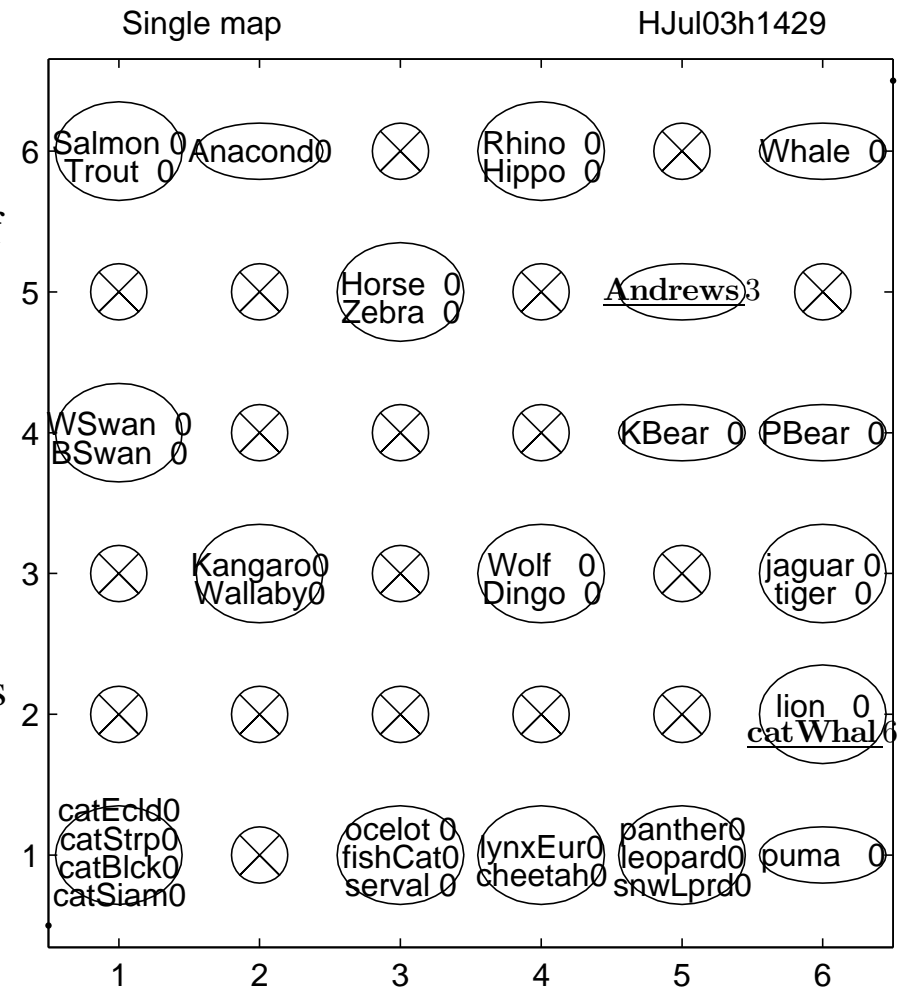 Single map HJul03h1429
6 Salmon 0 Anacond0 Rhino 0 Whale 0
Trout 0 Hippo 0
5 Horse 0 Andrews3
Zebra 0
4 WSwan 0 KBear 0 PBear 0
BSwan 0
3 Kangaro0 Wolf 0 jaguar 0
Wallaby0 Dingo 0 tiger 0
2 lion 0
catWhal6
catEcld0 ocelot 0 panther0
catStrp0 fishCat0 lynxEur0 leopard0
1 catBlck0 serval 0 cheetah0 snwLprd0 puma 0
catSiam0
1 2 3 4 5 6